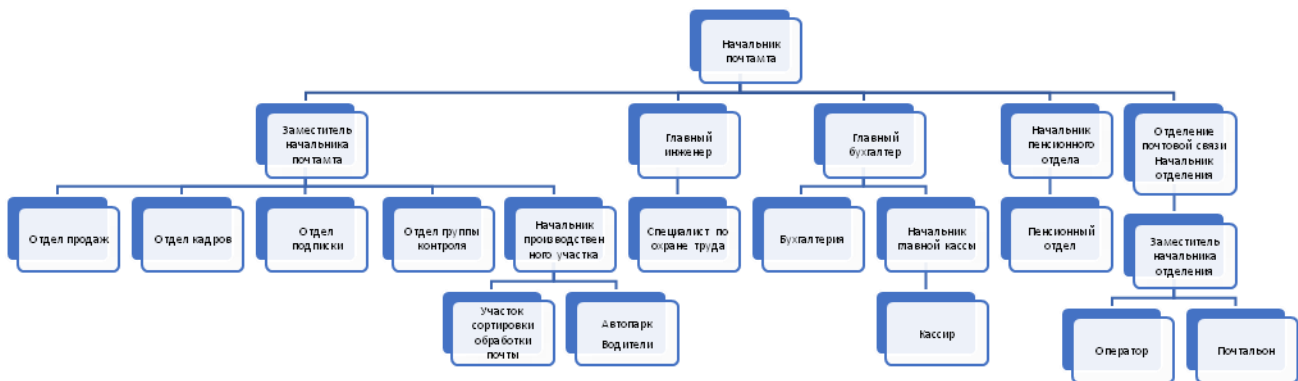 Начальник
почтамта
Заместитель
начальника
почтамта
Главный
инженер
Главный
бухгалтер
Начальник
пенсионного
отдела
Отделение
почтовой связи
Начальник
отделения
Отдел продаж
Отдел кадров
Отдел
подписки
Отдел группы
контроля
Начальник
производствен
ного участка
Специалист по
охране труда
Бухгалтерия
Начальник
главной кассы
Пенсионный
отдел
Заместитель
начальника
отделения
Участок
сортировки
обработки
почты
Автопарк
Водители
Кассир
Оператор
Почтальон